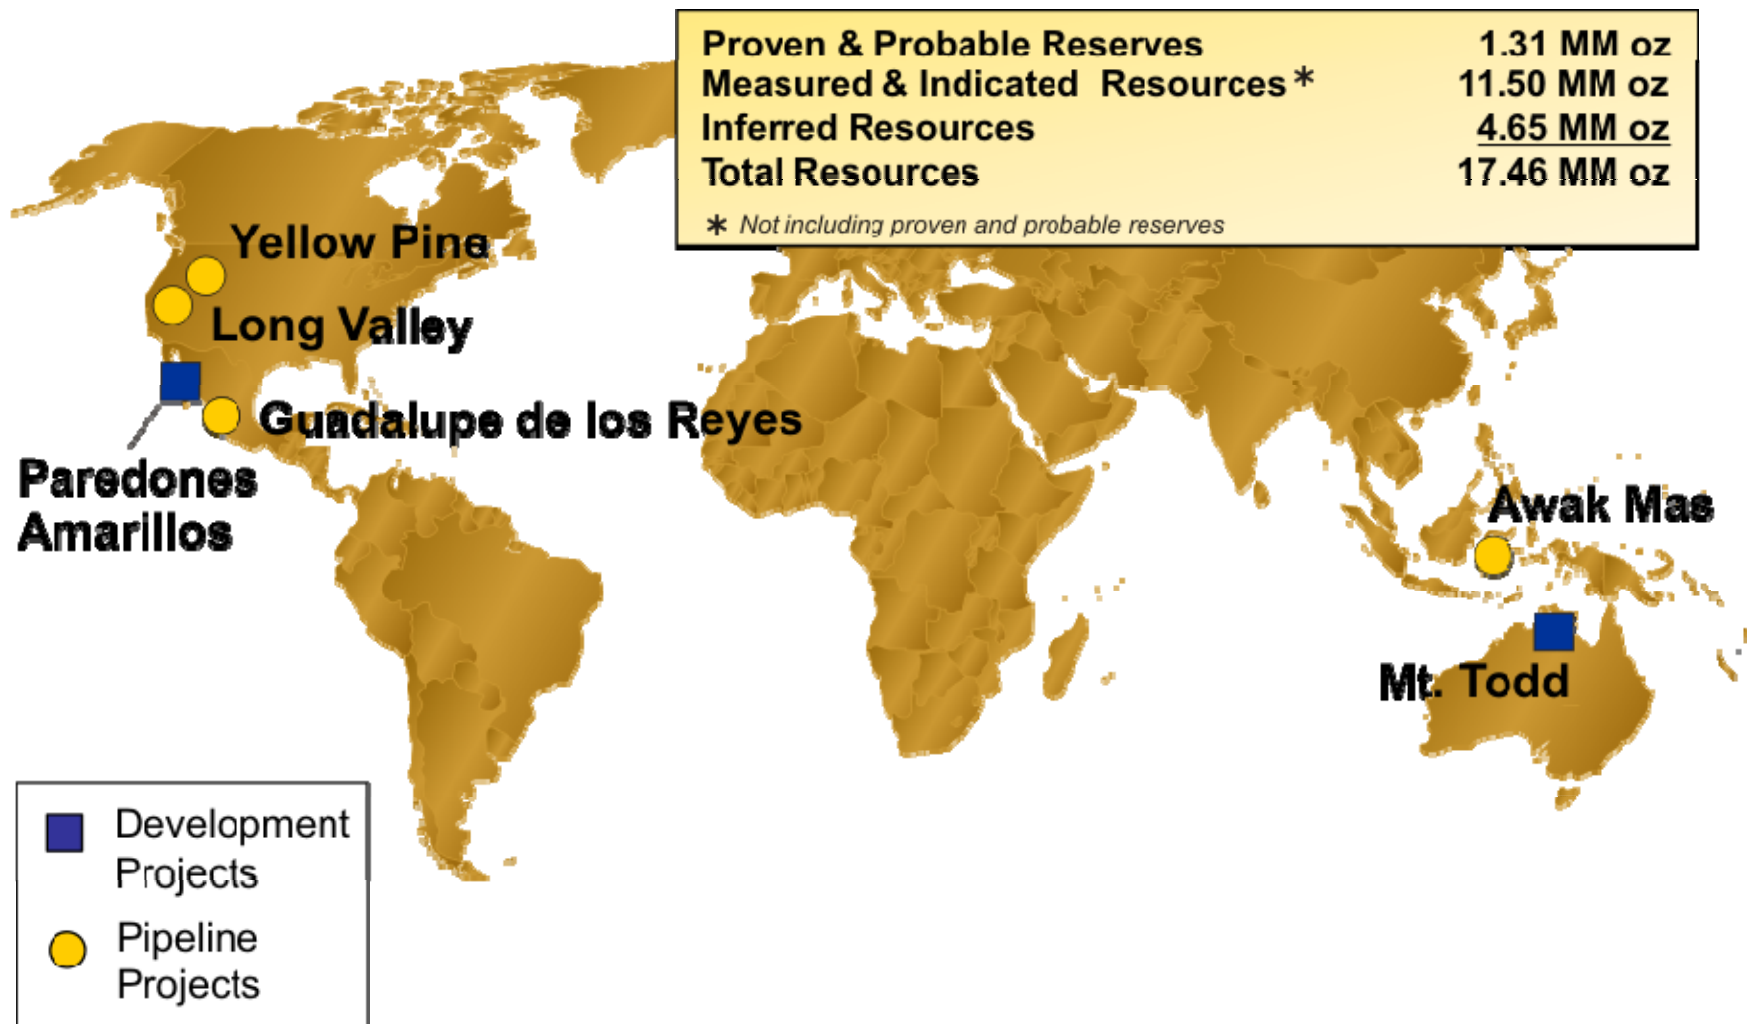 Proven & Probable Reserves 1.31 MM oz
Measured & Indicated Resources * 11.50 MM oz
Inferred Resources 4.65 MM oz
Total Resources 17.46 MM oz
* Not including proven and probable reserves
Yellow Pine
Long Valley
Guadalupe de los Reyes
Paredones
Amarillos
Awak Mas
Mt. Todd
Development
Projects
Pipeline
Projects